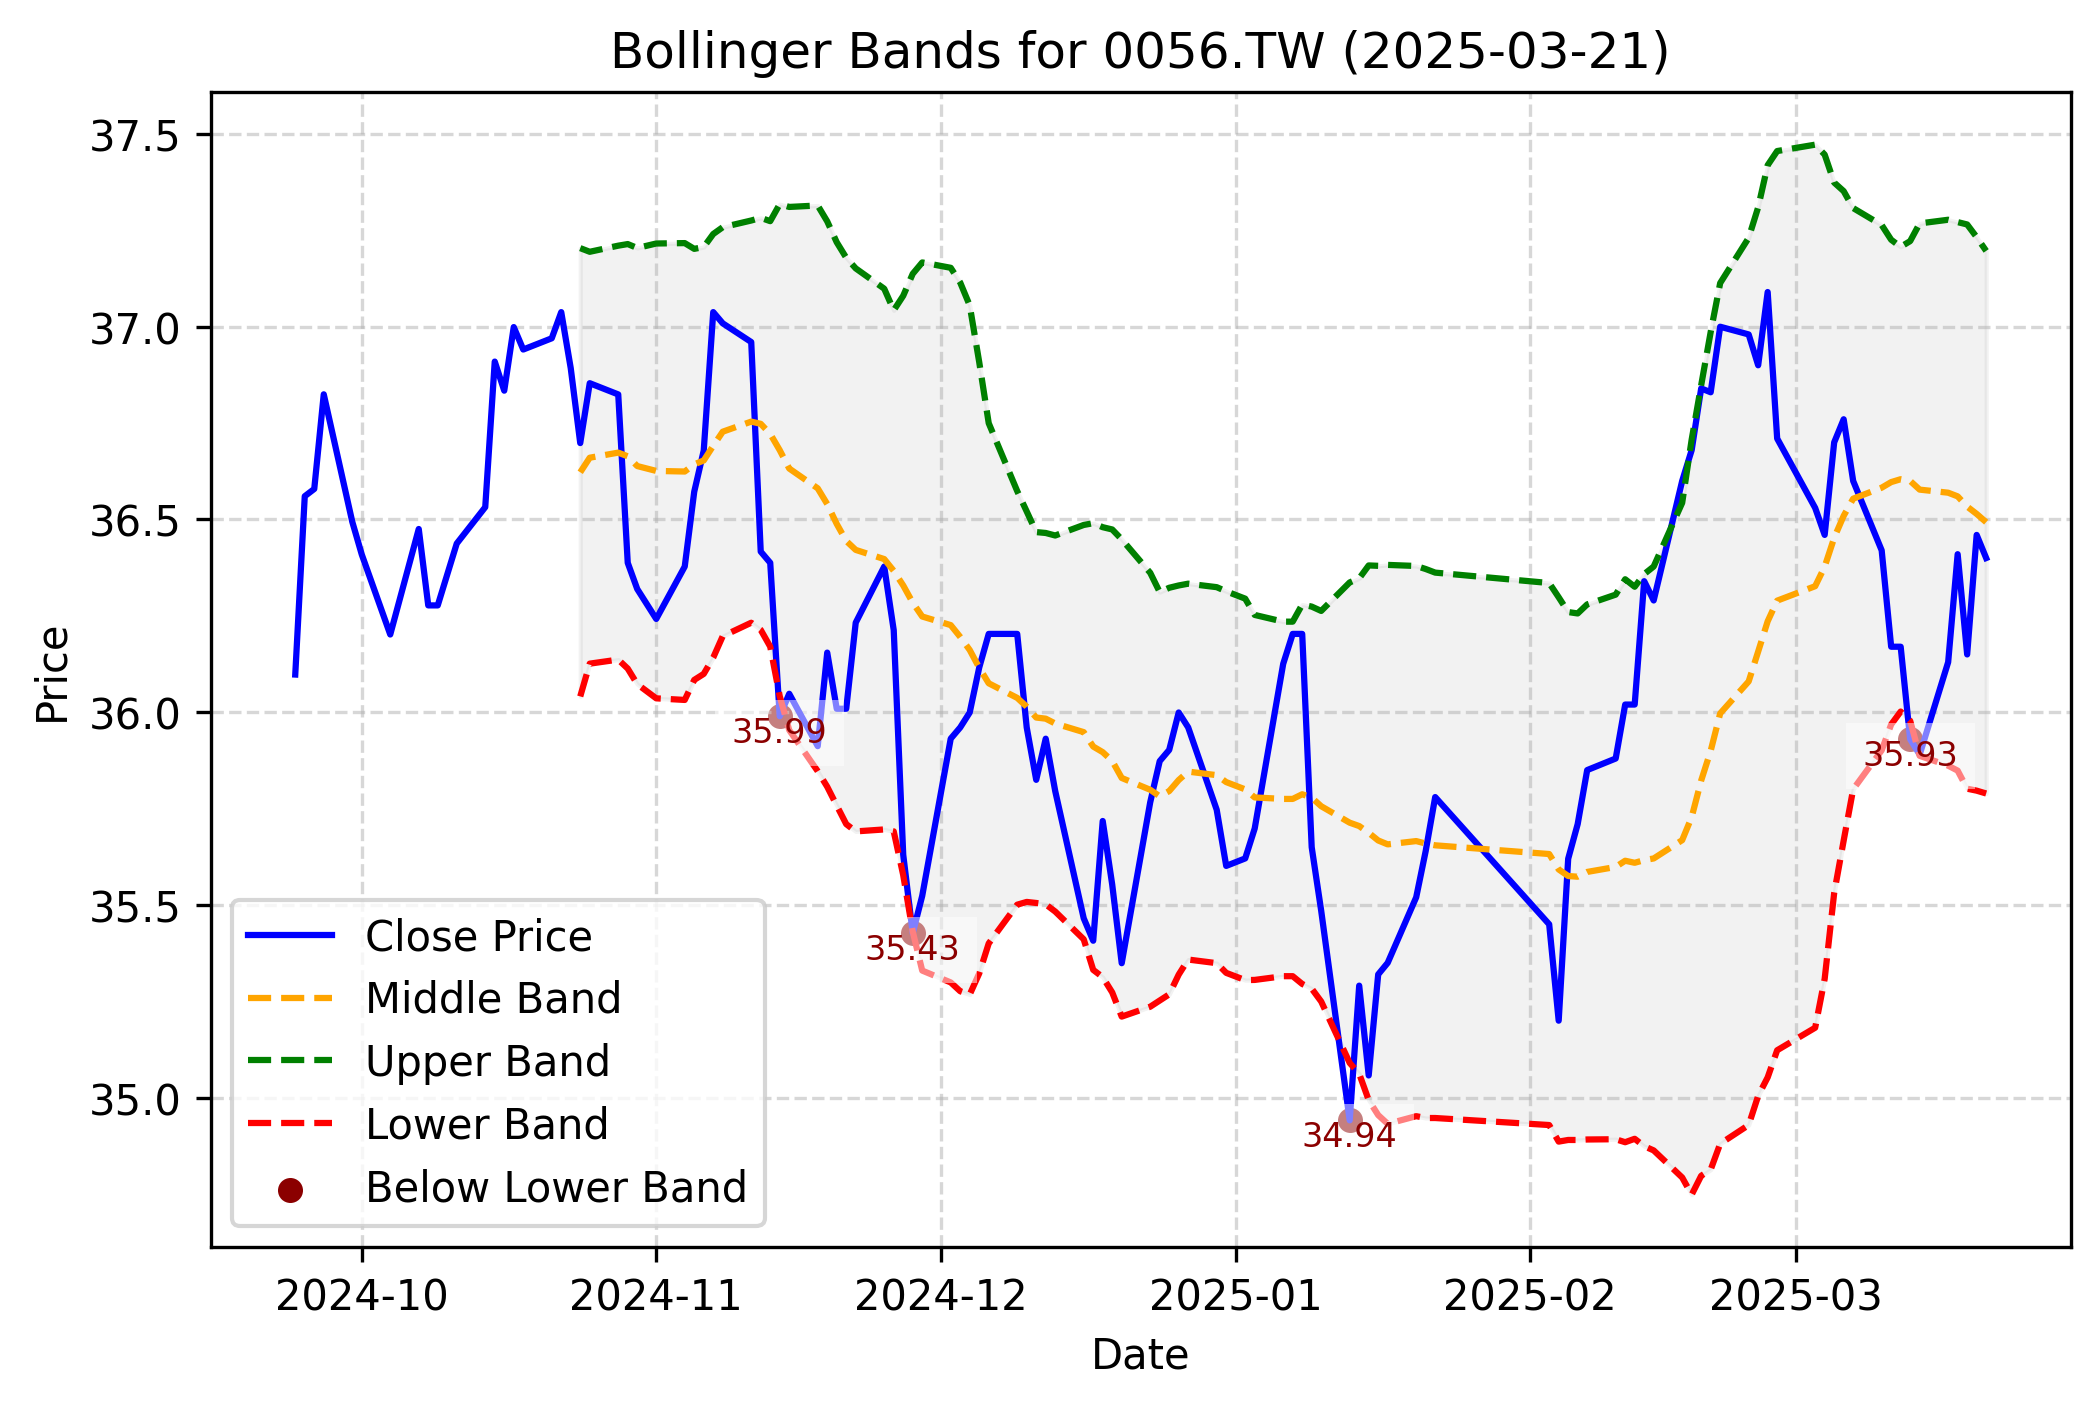 Bollinger Bands for 0056.TW (2025-03-21)
Price
37.5
37.0
36.5
36.0
35.5
35.0
35.99
35.43
34.94
35.93
Close Price
Middle Band
Upper Band
Lower Band
Below Lower Band
2024-10
2024-11
2024-12
2025-01
2025-02
2025-03
Date